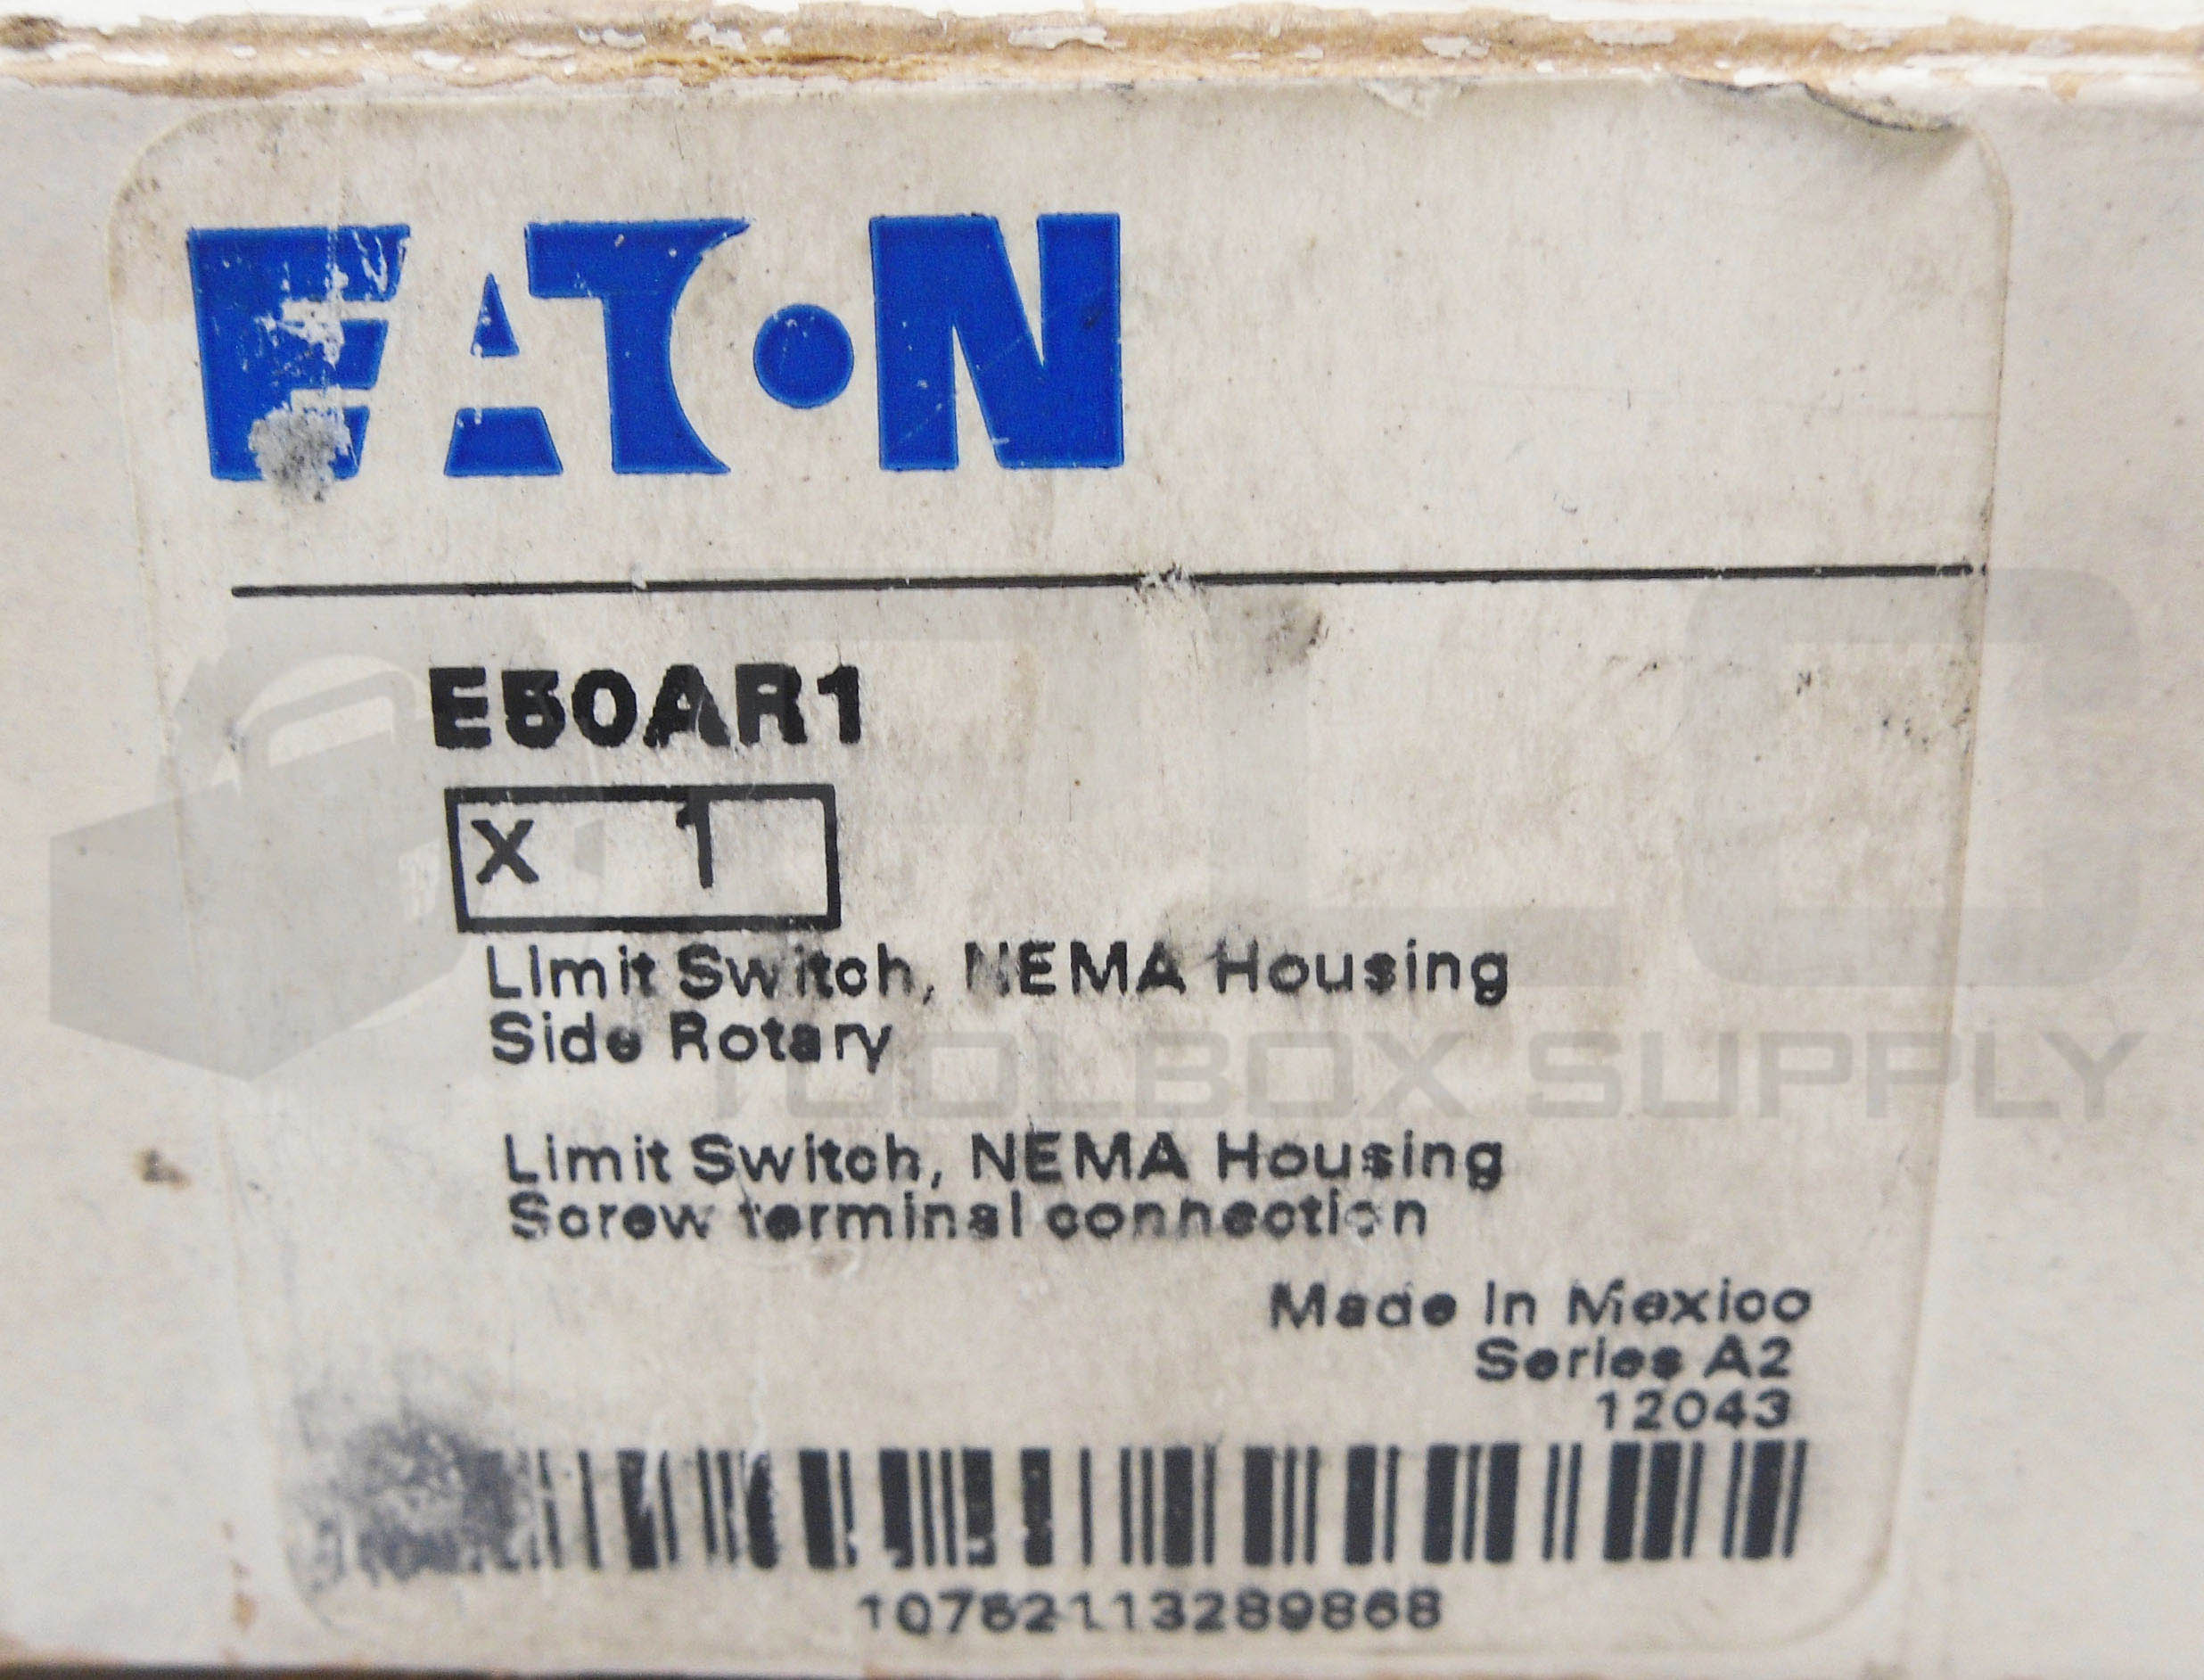 EATON
E50AR1
X 1
Limit Switch, NEMA Housing
Side Rotary
TOOLBOX SUPPLY
Limit Switch, NEMA Housing
Screw terminal connection
Made In Mexico
Series A2
12043
10782113289868